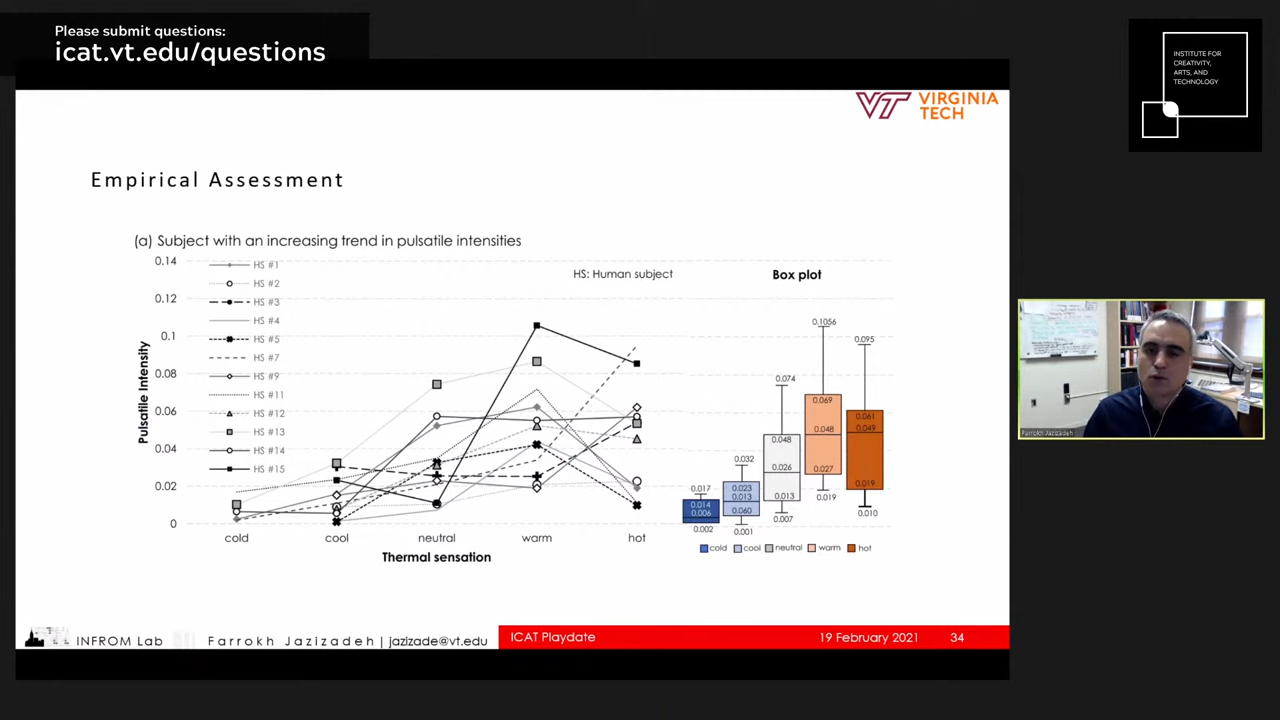 Please submit questions:
icat.vt.edu/questions
INSTITUTE FOR
CREATIVITY,
ARTS, AND
TECHNOLOGY
VT VIRGINIA
TECH
Empirical Assessment
(a) Subject with an increasing trend in pulsatile intensities
Pulsatile Intensity
0.14
0.12
0.1
0.08
0.06
0.04
0.02
0
HS #1
HS #2
HS #3
HS #4
HS #5
HS #7
HS #9
HS #11
HS #12
HS #13
HS #14
HS #15
HS: Human subject
cold cool neutral warm hot
Thermal sensation
Box plot
0.017
0.014
0.006
0.002
0.032
0.023
0.013
0.060
0.001
0.074
0.048
0.026
0.013
0.007
0.1056
0.069
0.048
0.027
0.019
0.095
0.061
0.049
0.019
0.010
cold cool neutral warm hot
Farrokh Jazizadeh
INFROM Lab
Farrokh Jazizadeh | jazizade@vt.edu
ICAT Playdate
19 February 2021
34